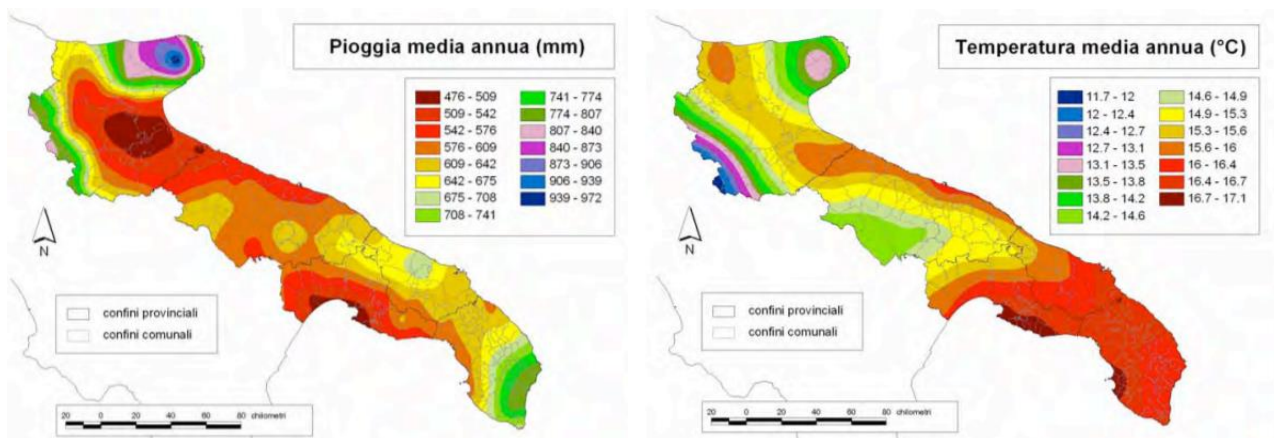 Pioggia media annua (mm)
476 - 509
509 - 542
542 - 576
576 - 609
609 - 642
642 - 675
675 - 708
708 - 741
741 - 774
774 - 807
807 - 840
840 - 873
873 - 906
906 - 939
939 - 972
N
confini provinciali
confini comunali
20 0 20 40 60 80 chilometri
Temperatura media annua (°C)
11.7 - 12
12 - 12.4
12.4 - 12.7
12.7 - 13.1
13.1 - 13.5
13.5 - 13.8
13.8 - 14.2
14.2 - 14.6
14.6 - 14.9
14.9 - 15.3
15.3 - 15.6
15.6 - 16
16 - 16.4
16.4 - 16.7
16.7 - 17.1
N
confini provinciali
confini comunali
20 0 20 40 60 80 chilometri